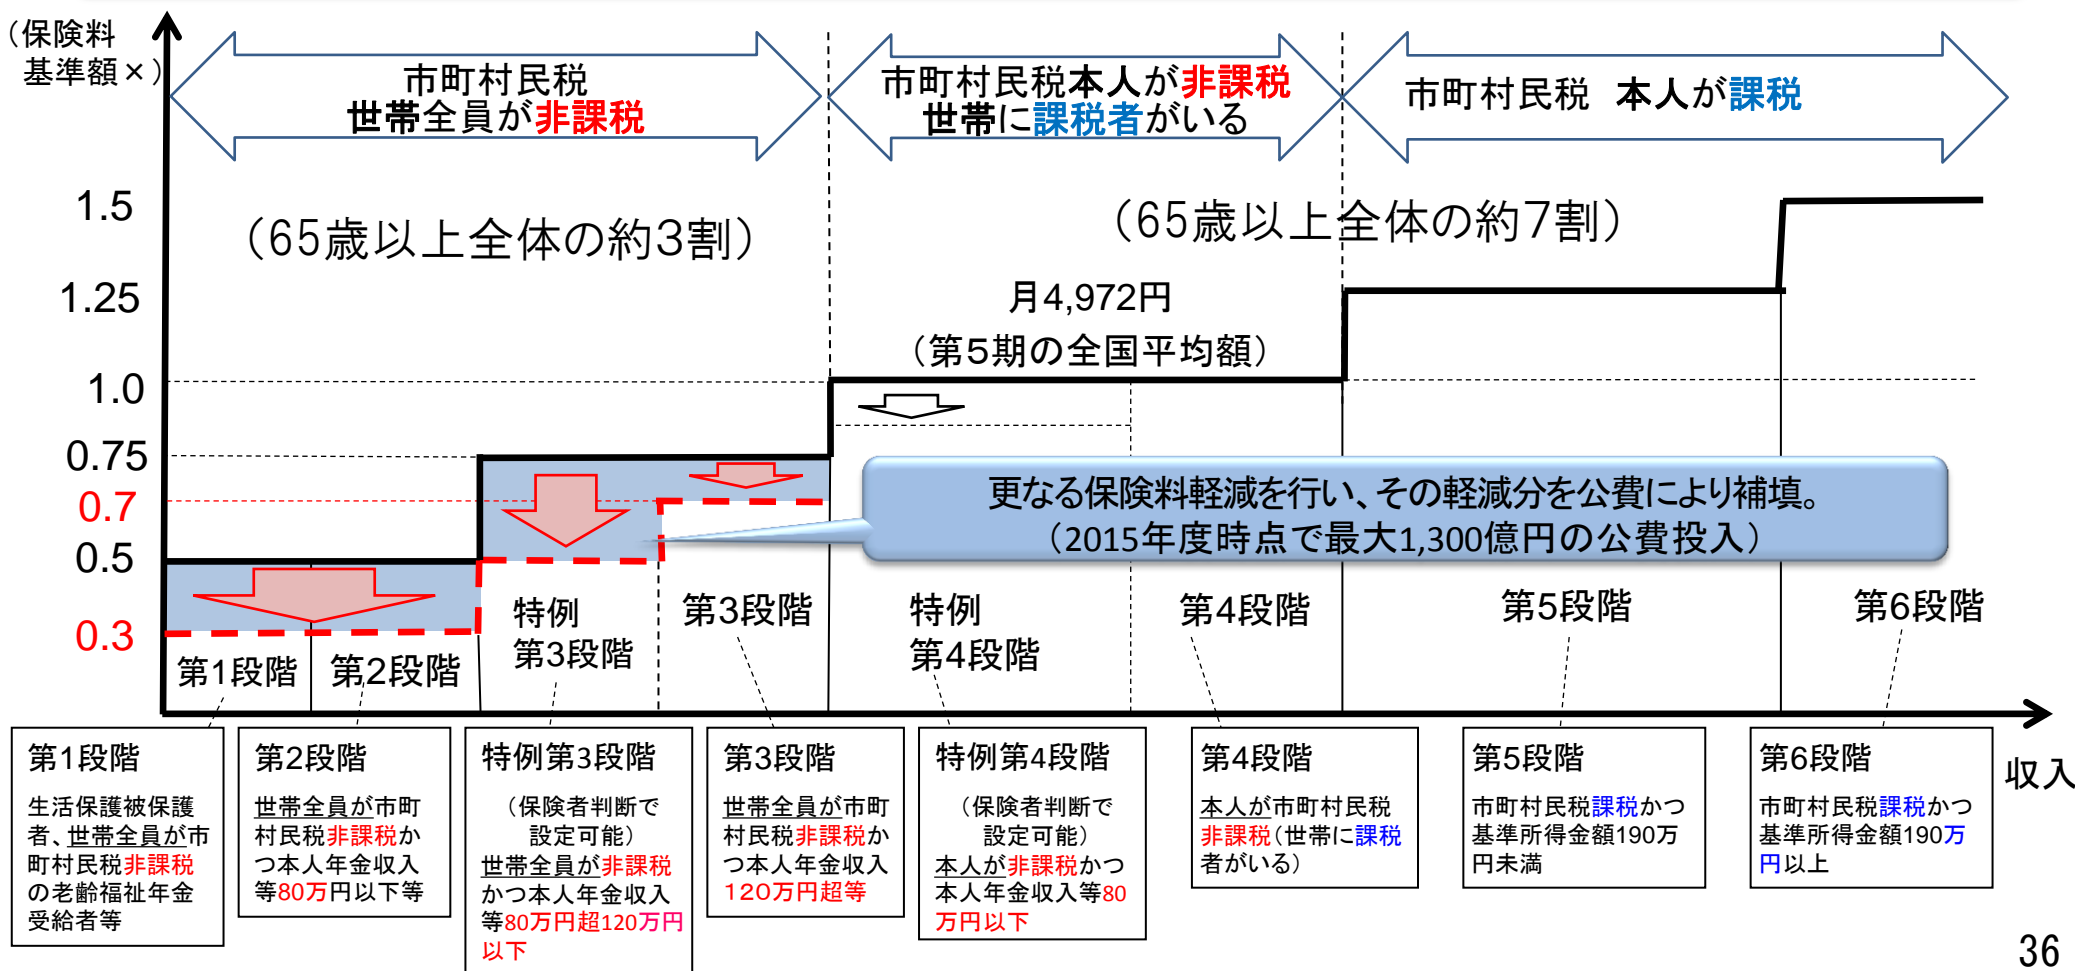 (保険料
基準額×)
市町村民税
世帯全員が非課税
市町村民税本人が非課税
世帯に課税者がいる
市町村民税 本人が課税
(65歳以上全体の約3割)
(65歳以上全体の約7割)
1.5
1.25
1.0
0.75
0.7
0.5
0.3
月4,972円
(第5期の全国平均額)
更なる保険料軽減を行い、その軽減分を公費により補填。
(2015年度時点で最大1,300億円の公費投入)
第1段階
第2段階
特例
第3段階
第3段階
特例
第4段階
第4段階
第5段階
第6段階
収入
第1段階
生活保護被保護
者、世帯全員が市
町村民税非課税
の老齢福祉年金
受給者等
第2段階
世帯全員が市町
村民税非課税か
つ本人年金収入
等80万円以下等
特例第3段階
(保険者判断で
設定可能)
世帯全員が非課税
かつ本人年金収入
等80万円超120万円
以下
第3段階
世帯全員が市町
村民税非課税か
つ本人年金収入
120万円超等
特例第4段階
(保険者判断で
設定可能)
本人が非課税かつ
本人年金収入等80
万円以下
第4段階
本人が市町村民税
非課税(世帯に課税
者がいる)
第5段階
市町村民税課税かつ
基準所得金額190万
円未満
第6段階
市町村民税課税かつ
基準所得金額190万
円以上
36